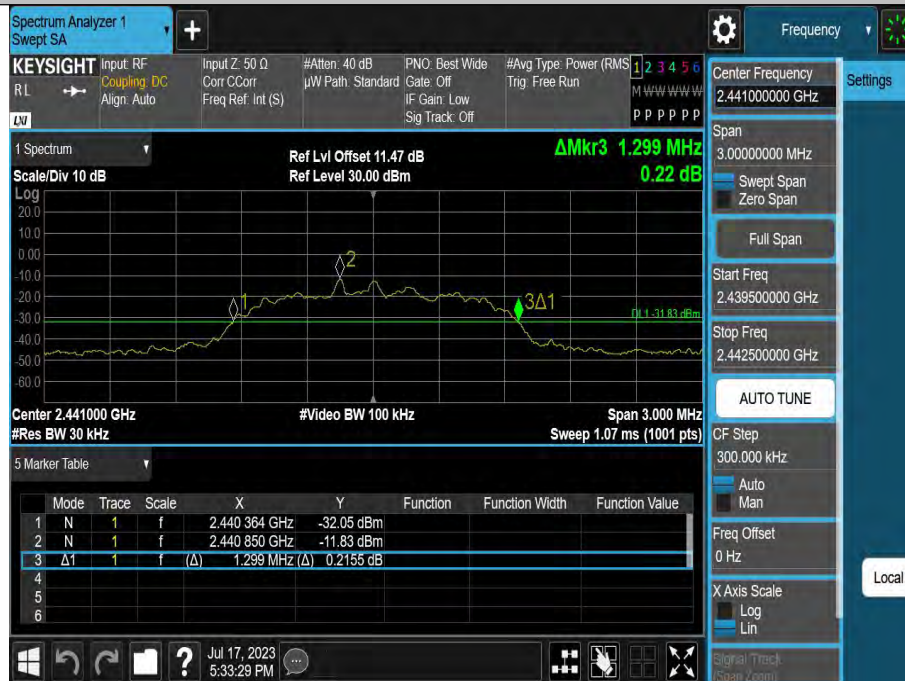 Spectrum Analyzer 1
Swept SA
+
Frequency
KEYSIGHT
RL
LXI
Input: RF
Coupling: DC
Align: Auto
Input Z: 50 Ω
Corr CCorr
Freq Ref: Int (S)
#Atten: 40 dB
µW Path: Standard
PNO: Best Wide
Gate: Off
IF Gain: Low
Sig Track: Off
#Avg Type: Power (RMS
Trig: Free Run
1 2 3 4 5 6
M W W W W W
P P P P P P
1 Spectrum
Scale/Div 10 dB
Ref Lvl Offset 11.47 dB
Ref Level 30.00 dBm
ΔMkr3 1.299 MHz
0.22 dB
Log
20.0
10.0
0.00
-10.0
-20.0
-30.0
-40.0
-50.0
-60.0
2
1
3Δ1
DL1 -31.83 dBm
Center 2.441000 GHz
#Video BW 100 kHz
Span 3.000 MHz
#Res BW 30 kHz
Sweep 1.07 ms (1001 pts)
5 Marker Table
Mode Trace Scale X Y Function Function Width Function Value
1 N 1 f 2.440 364 GHz -32.05 dBm
2 N 1 f 2.440 850 GHz -11.83 dBm
3 Δ1 1 f (Δ) 1.299 MHz (Δ) 0.2155 dB
4
5
6
?
Jul 17, 2023
5:33:29 PM
Center Frequency
2.441000000 GHz
Span
3.00000000 MHz
Swept Span
Zero Span
Full Span
Start Freq
2.439500000 GHz
Stop Freq
2.442500000 GHz
AUTO TUNE
CF Step
300.000 kHz
Auto
Man
Freq Offset
0 Hz
X Axis Scale
Log
Lin
Signal Track
(Span Zoom)
Settings
Local